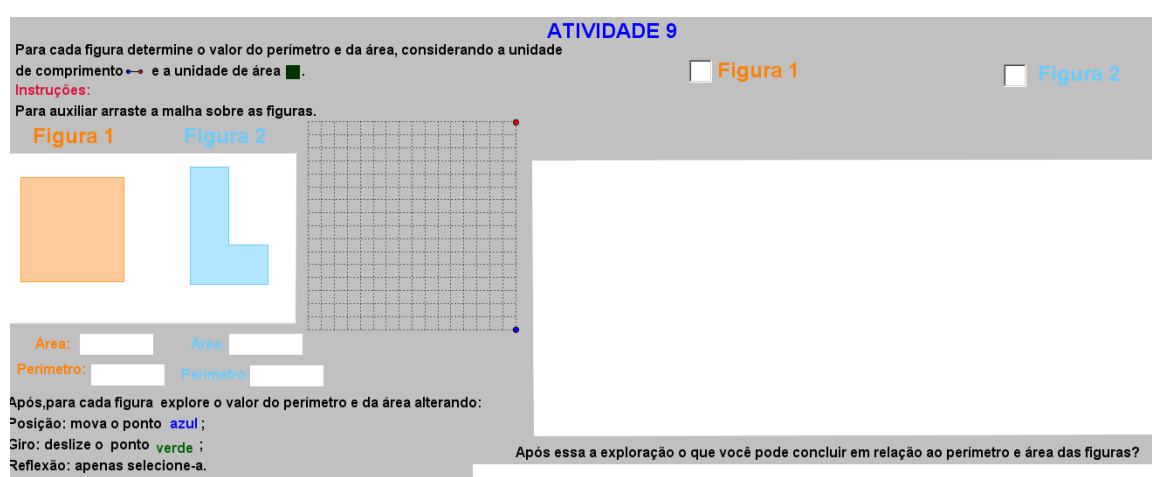 ATIVIDADE 9
Para cada figura determine o valor do perímetro e da área, considerando a unidade
de comprimento e a unidade de área .
Instruções:
Para auxiliar arraste a malha sobre as figuras.
Figura 1
Figura 2
Figura 1
Figura 2
Área:
Área:
Perímetro:
Perímetro:
Após,para cada figura explore o valor do perímetro e da área alterando:
Posição: mova o ponto azul ;
Giro: deslize o ponto verde ;
Reflexão: apenas selecione-a.
Após essa a exploração o que você pode concluir em relação ao perímetro e área das figuras?